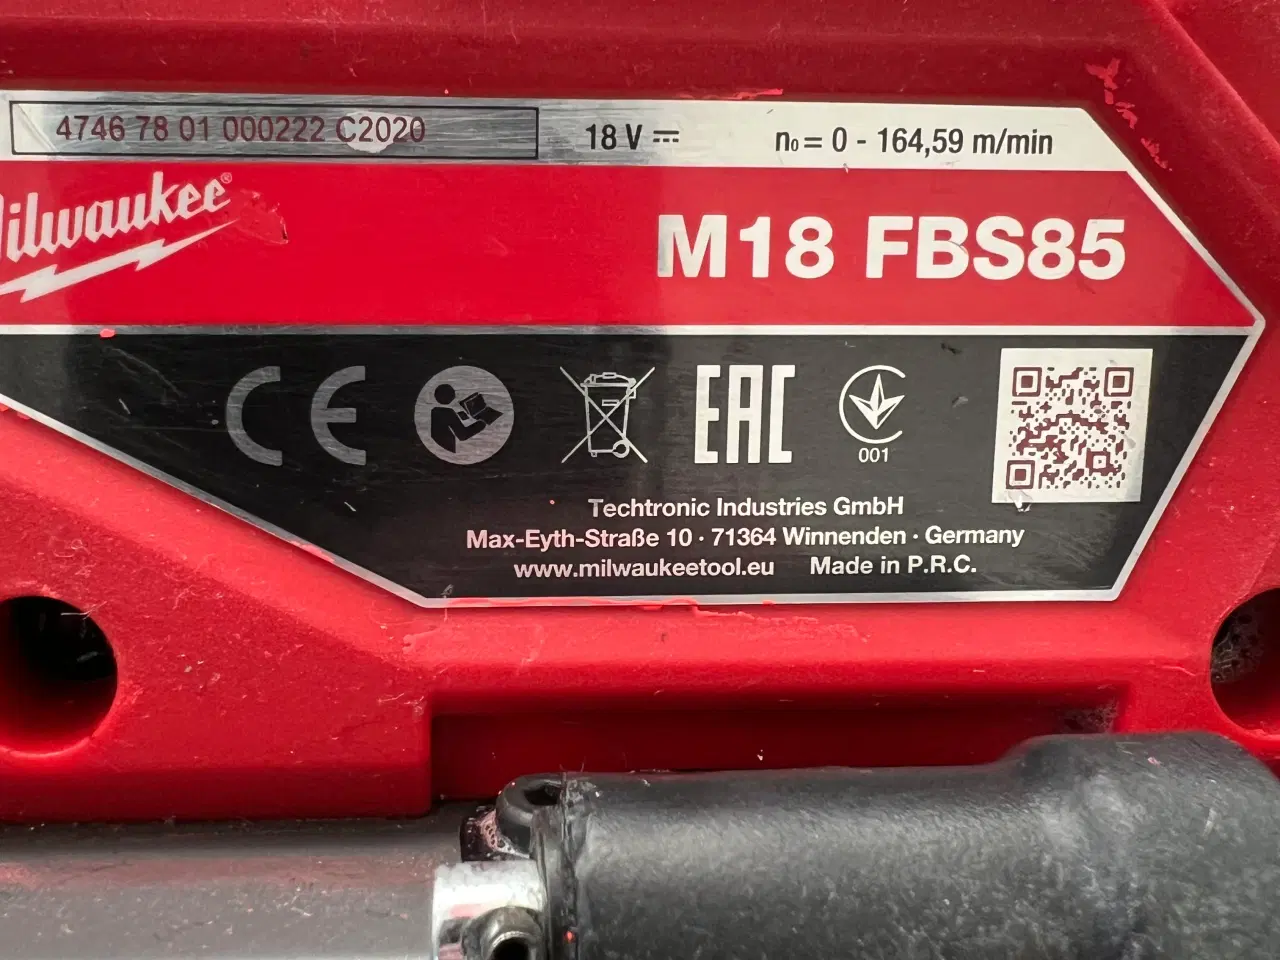 4746 78 01 000222 C2020
18 V n₀ = 0 - 164,59 m/min
Milwaukee®
M18 FBS85
CE
EAC
001
Techtronic Industries GmbH
Max-Eyth-Straße 10 · 71364 Winnenden · Germany
www.milwaukeetool.eu Made in P.R.C.